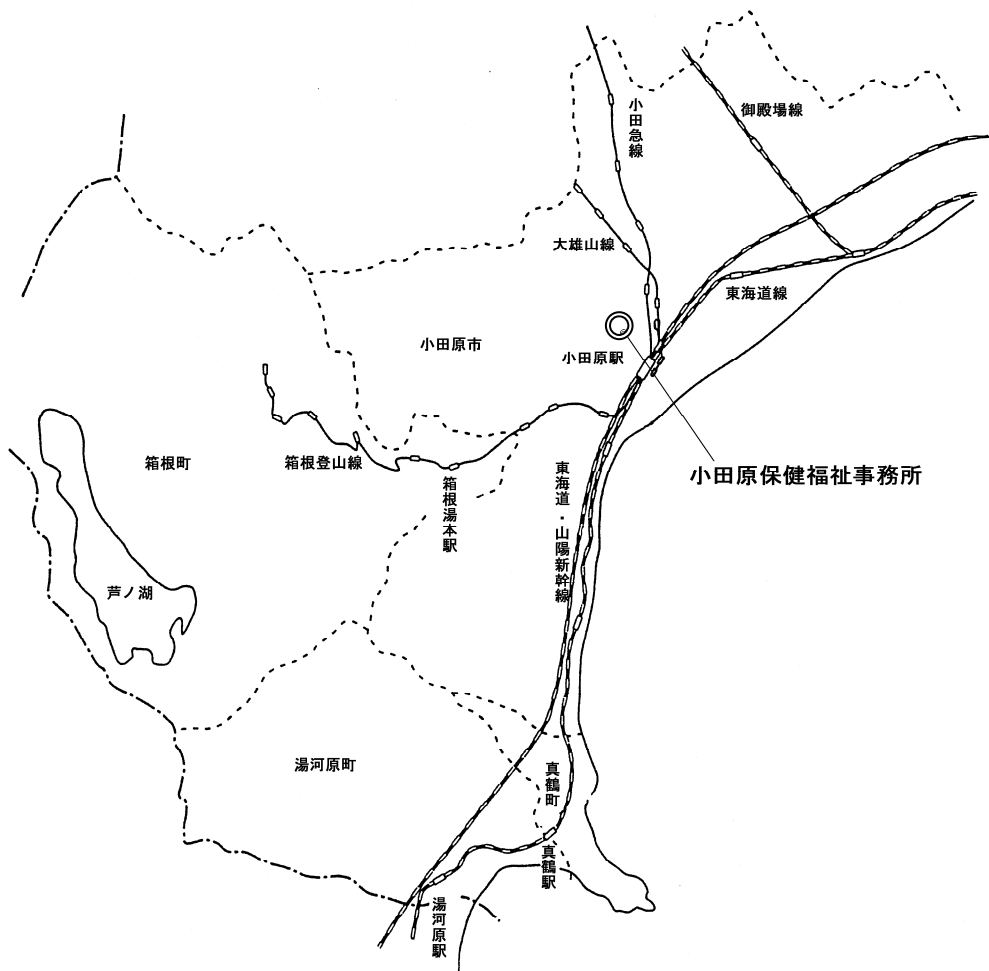 小田急線
御殿場線
大雄山線
東海道線
小田原市
小田原駅
箱根町
箱根登山線
箱根湯本駅
東海道・山陽新幹線
小田原保健福祉事務所
芦ノ湖
湯河原町
真鶴町
真鶴駅
湯河原駅